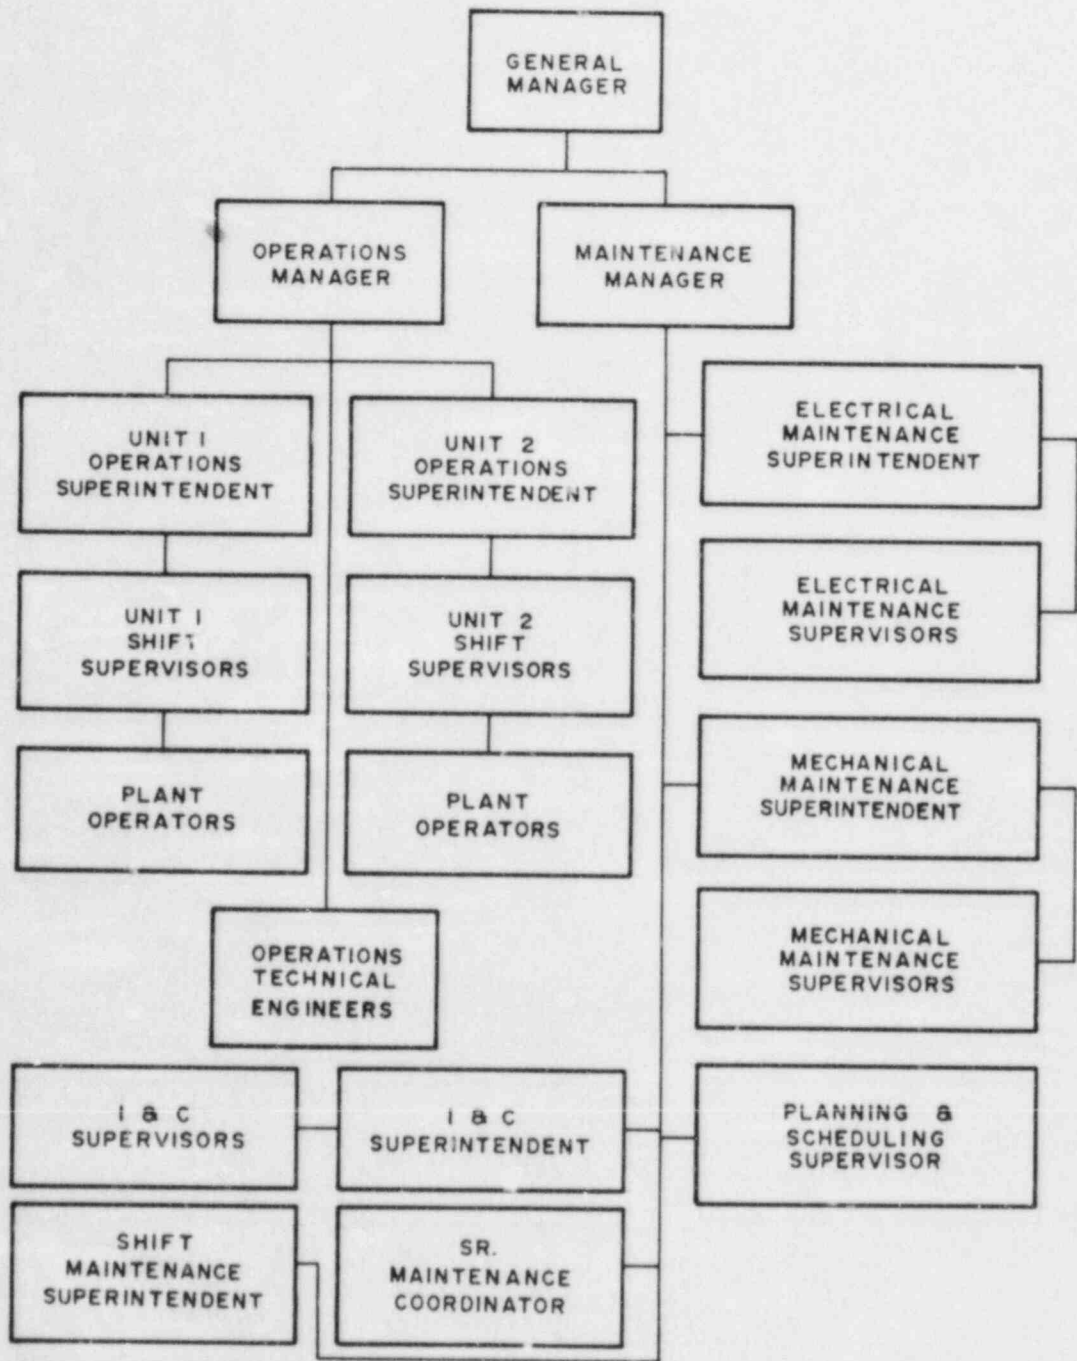 GENERAL
MANAGER
OPERATIONS
MANAGER
MAINTENANCE
MANAGER
UNIT 1
OPERATIONS
SUPERINTENDENT
UNIT 2
OPERATIONS
SUPERINTENDENT
ELECTRICAL
MAINTENANCE
SUPERINTENDENT
UNIT 1
SHIFT
SUPERVISORS
UNIT 2
SHIFT
SUPERVISORS
ELECTRICAL
MAINTENANCE
SUPERVISORS
PLANT
OPERATORS
PLANT
OPERATORS
MECHANICAL
MAINTENANCE
SUPERINTENDENT
OPERATIONS
TECHNICAL
ENGINEERS
MECHANICAL
MAINTENANCE
SUPERVISORS
I & C
SUPERVISORS
I & C
SUPERINTENDENT
PLANNING &
SCHEDULING
SUPERVISOR
SHIFT
MAINTENANCE
SUPERINTENDENT
SR.
MAINTENANCE
COORDINATOR